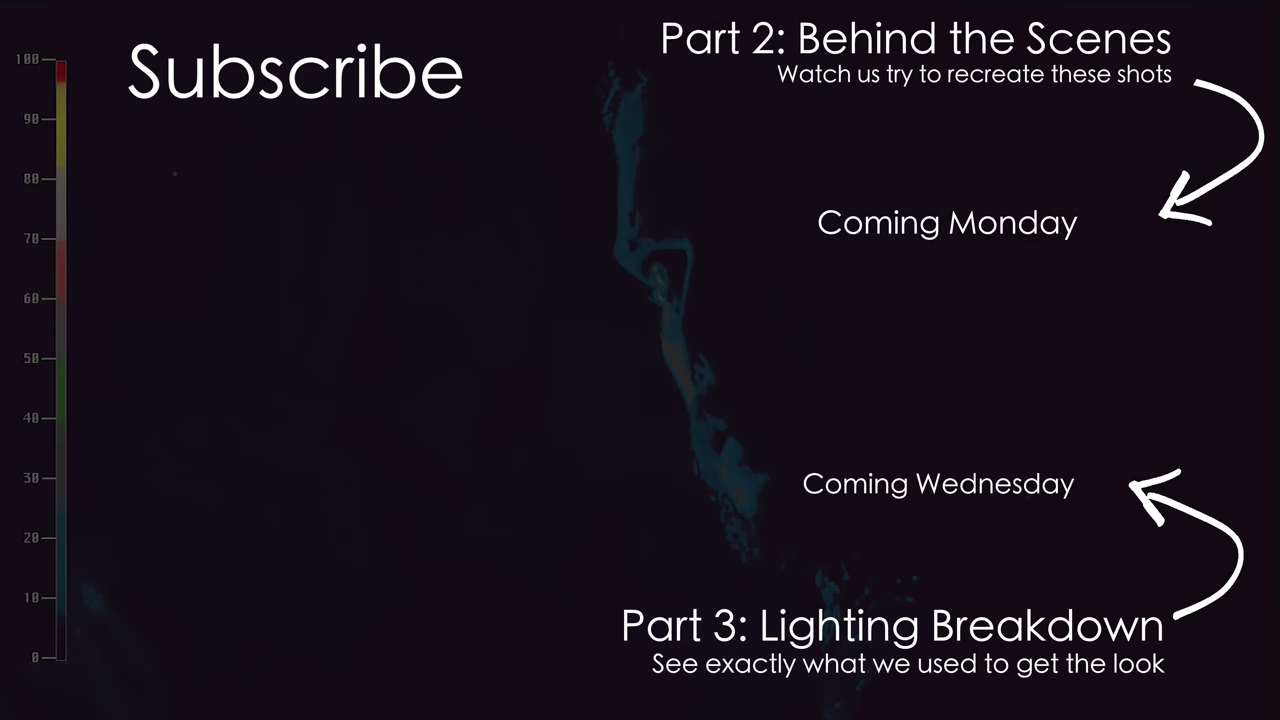 Subscribe
Part 2: Behind the Scenes
Watch us try to recreate these shots
Coming Monday
Coming Wednesday
Part 3: Lighting Breakdown
See exactly what we used to get the look
100
90
80
70
60
50
40
30
20
10
0